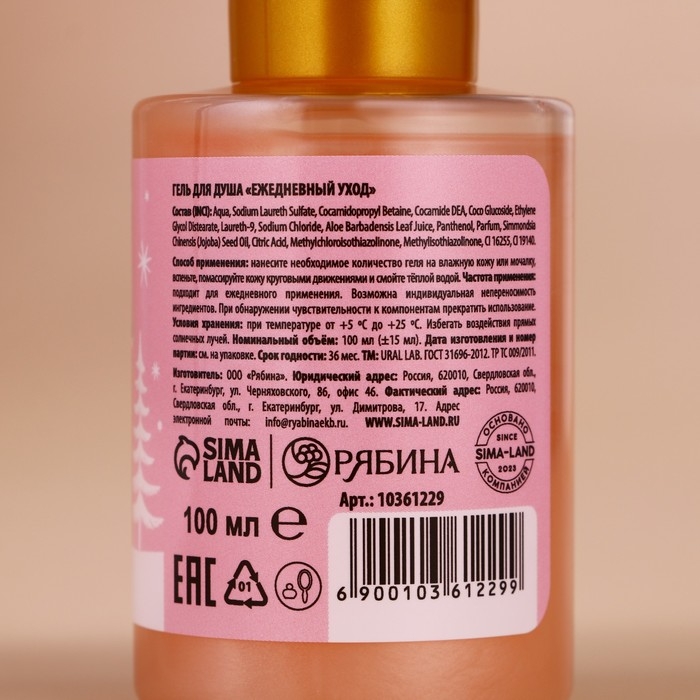 ГЕЛЬ ДЛЯ ДУША «ЕЖЕДНЕВНЫЙ УХОД»
Состав (INCI): Aqua, Sodium Laureth Sulfate, Cocamidopropyl Betaine, Cocamide DEA, Coco Glucoside, Ethylene
Glycol Distearate, Laureth-9, Sodium Chloride, Aloe Barbadensis Leaf Juice, Panthenol, Parfum, Simmondsia
Chinensis (Jojoba) Seed Oil, Citric Acid, Methylchloroisothiazolinone, Methylisothiazolinone, CI 16255, CI 19140.
Способ применения: нанесите необходимое количество геля на влажную кожу или мочалку,
вспеньте, помассируйте кожу круговыми движениями и смойте тёплой водой. Частота применения:
подходит для ежедневного применения. Возможна индивидуальная непереносимость
ингредиентов. При обнаружении чувствительности к компонентам прекратить использование.
Условия хранения: при температуре от +5 °С до +25 °С. Избегать воздействия прямых
солнечных лучей. Номинальный объём: 100 мл (±15 мл). Дата изготовления и номер
партии: см. на упаковке. Срок годности: 36 мес. ТМ: URAL LAB. ГОСТ 31696-2012. ТР ТС 009/2011.
Изготовитель: ООО «Рябина». Юридический адрес: Россия, 620010, Свердловская обл.,
г. Екатеринбург, ул. Черняховского, 86, офис 46. Фактический адрес: Россия, 620010,
Свердловская обл., г. Екатеринбург, ул. Димитрова, 17. Адрес
электронной почты: info@ryabinaekb.ru. WWW.SIMA-LAND.RU
SIMA
LAND
РЯБИНА
ОСНОВАНО
SINCE
SIMA-LAND
2023
КОМПАНИЕЙ
Арт.: 10361229
100 мл ℮
EAC
01
6 900103 612299